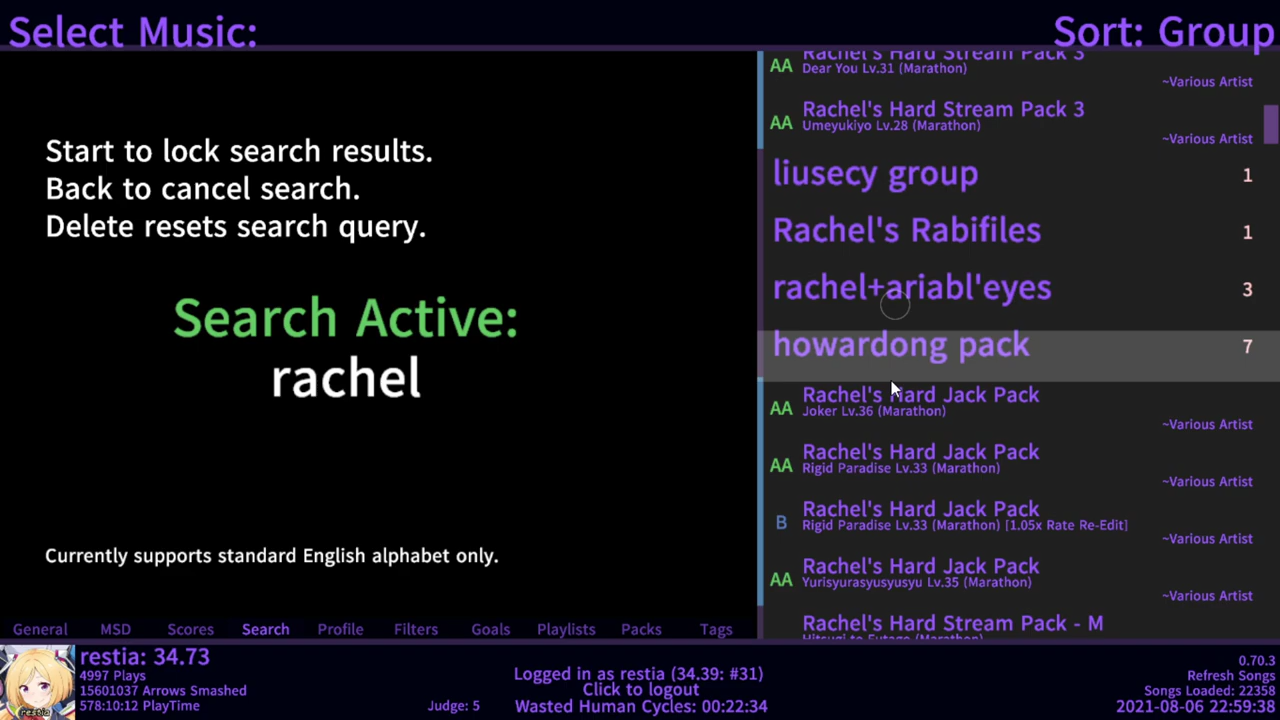 Select Music:
Sort: Group
Start to lock search results.
Back to cancel search.
Delete resets search query.
Search Active:
rachel
Currently supports standard English alphabet only.
Rachel's Hard Stream Pack 3
AA
Dear You Lv.31 (Marathon)
~Various Artist
Rachel's Hard Stream Pack 3
AA
Umeyukiyo Lv.28 (Marathon)
~Various Artist
liusecy group 1
Rachel's Rabifiles 1
rachel+ariabl'eyes 3
howardong pack 7
Rachel's Hard Jack Pack
AA
Joker Lv.36 (Marathon)
~Various Artist
Rachel's Hard Jack Pack
AA
Rigid Paradise Lv.33 (Marathon)
~Various Artist
Rachel's Hard Jack Pack
B
Rigid Paradise Lv.33 (Marathon) [1.05x Rate Re-Edit]
~Various Artist
Rachel's Hard Jack Pack
AA
Yurisyurasyusyusyu Lv.35 (Marathon)
~Various Artist
Rachel's Hard Stream Pack - M
Hitsugi to Futago (Marathon)
General MSD Scores Search Profile Filters Goals Playlists Packs Tags
restia
restia: 34.73
4997 Plays
15601037 Arrows Smashed
578:10:12 PlayTime
Judge: 5
Logged in as restia (34.39: #31)
Click to logout
Wasted Human Cycles: 00:22:34
0.70.3
Refresh Songs
Songs Loaded: 22358
2021-08-06 22:59:38